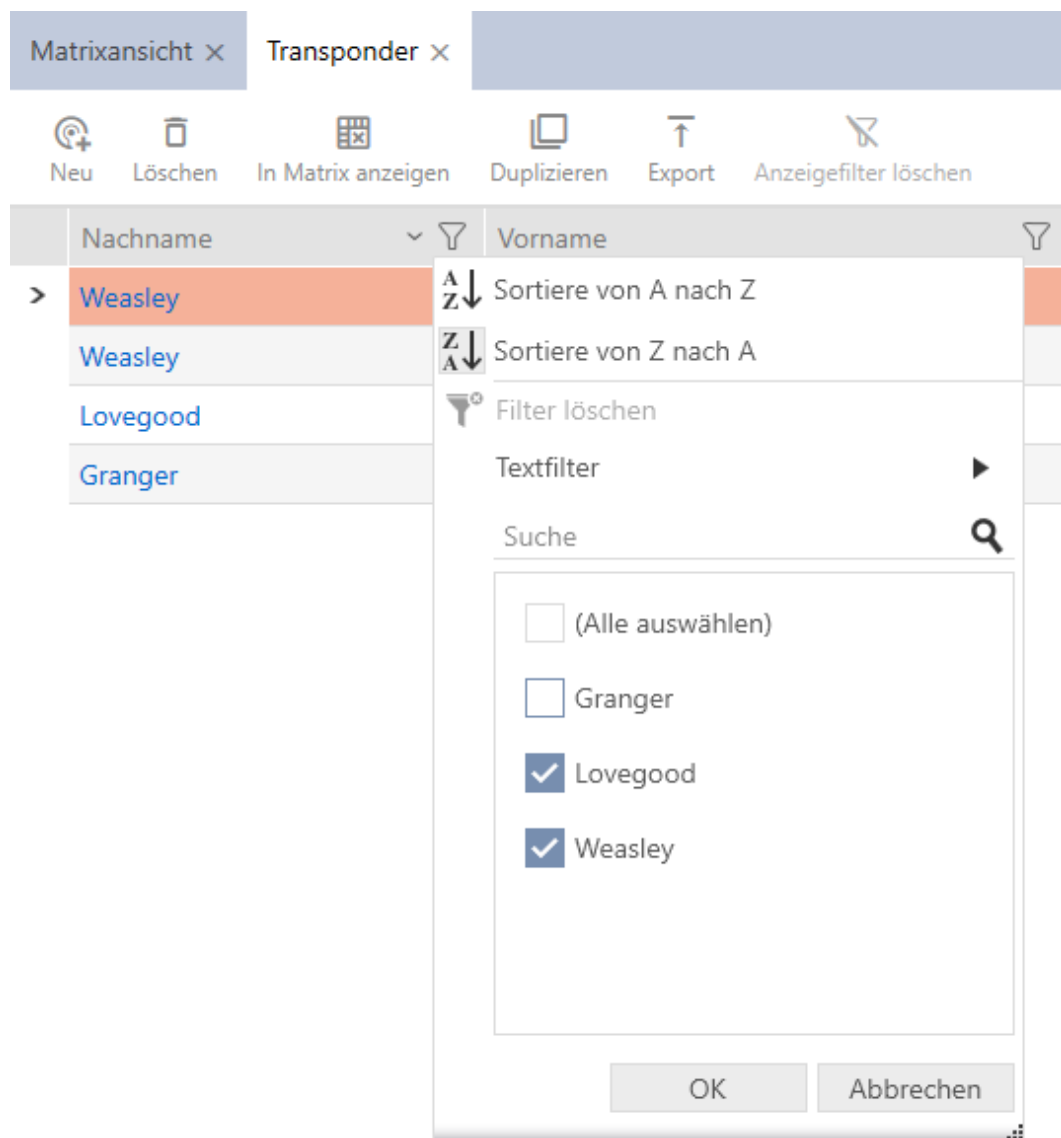 Matrixansicht Transponder
Neu Löschen In Matrix anzeigen Duplizieren Export Anzeigefilter löschen
Nachname Vorname
Weasley
Weasley
Lovegood
Granger
A Z Sortiere von A nach Z
Z A Sortiere von Z nach A
Filter löschen
Textfilter
Suche
(Alle auswählen)
Granger
Lovegood
Weasley
OK Abbrechen